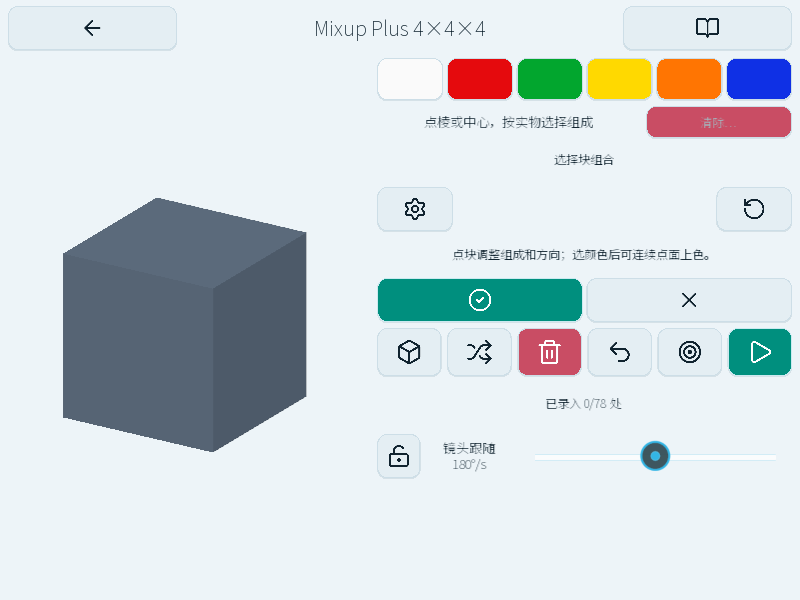 Mixup Plus 4×4×4
点棱或中心，按实物选择组成
清除...
选择块组合
点块调整组成和方向；选颜色后可连续点面上色。
已录入 0/78 处
镜头跟随
180°/s